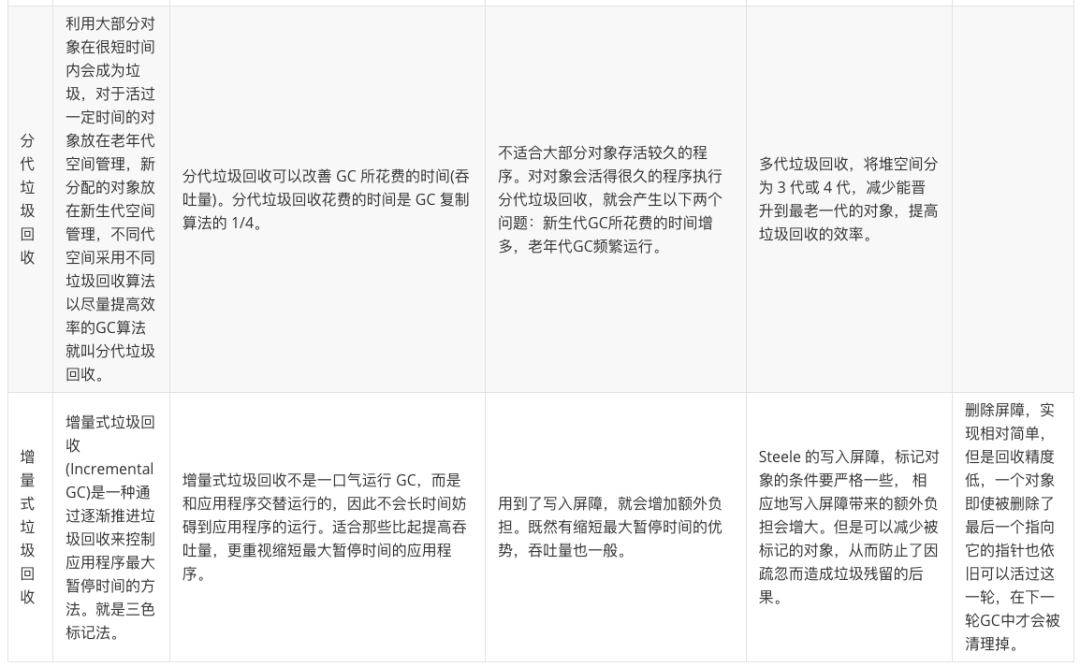 分
代
垃
圾
回
收
利用大部分对
象在很短时间
内会成为垃
圾，对于活过
一定时间的对
象放在老年代
空间管理，新
分配的对象放
在新生代空间
管理，不同代
空间采用不同
垃圾回收算法
以尽量提高效
率的GC算法
就叫分代垃圾
回收。
分代垃圾回收可以改善 GC 所花费的时间(吞
吐量)。分代垃圾回收花费的时间是 GC 复制
算法的 1/4。
不适合大部分对象存活较久的程
序。对对象会活得很久的程序执行
分代垃圾回收，就会产生以下两个
问题：新生代GC所花费的时间增
多，老年代GC频繁运行。
多代垃圾回收，将堆空间分
为 3 代或 4 代，减少能晋
升到最老一代的对象，提高
垃圾回收的效率。
增
量
式
垃
圾
回
收
增量式垃圾回
收
(Incremental
GC)是一种通
过逐渐推进垃
圾回收来控制
应用程序最大
暂停时间的方
法。就是三色
标记法。
增量式垃圾回收不是一口气运行 GC，而是
和应用程序交替运行的，因此不会长时间妨
碍到应用程序的运行。适合那些比起提高吞
吐量，更重视缩短最大暂停时间的应用程
序。
用到了写入屏障，就会增加额外负
担。既然有缩短最大暂停时间的优
势，吞吐量也一般。
Steele 的写入屏障，标记对
象的条件要严格一些， 相
应地写入屏障带来的额外负
担会增大。但是可以减少被
标记的对象，从而防止了因
疏忽而造成垃圾残留的后
果。
删除屏障，实
现相对简单，
但是回收精度
低，一个对象
即使被删除了
最后一个指向
它的指针也依
旧可以活过这
一轮，在下一
轮GC中才会被
清理掉。